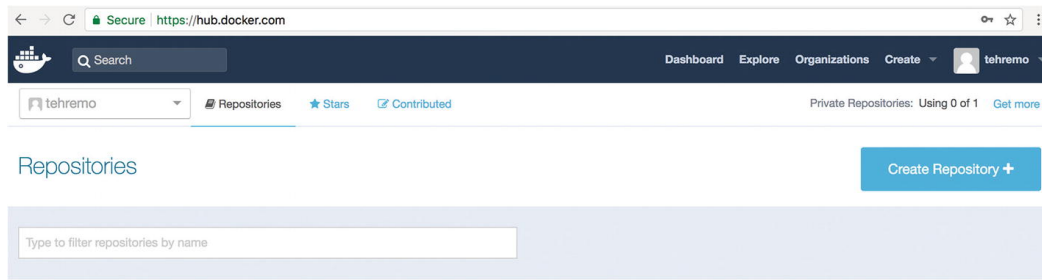 Secure https://hub.docker.com
Search Dashboard Explore Organizations Create tehremo
tehremo Repositories Stars Contributed Private Repositories: Using 0 of 1 Get more
Repositories
Create Repository +
Type to filter repositories by name